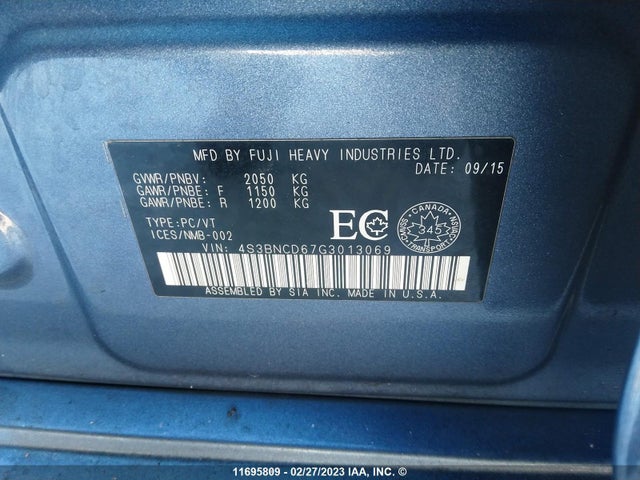 MFD BY FUJI HEAVY INDUSTRIES LTD.
DATE: 09/15
GVWR/PNBV: 2050 KG
GAWR/PNBE: F 1150 KG
GAWR/PNBE: R 1200 KG
TYPE:PC/VT
ICES/NMB-002
EC
CANADA
345
TRANSPORT
VIN: 4S3BNCD67G3013069
ASSEMBLED BY SIA INC. MADE IN U.S.A.
11695809 - 02/27/2023 IAA, Inc. ©